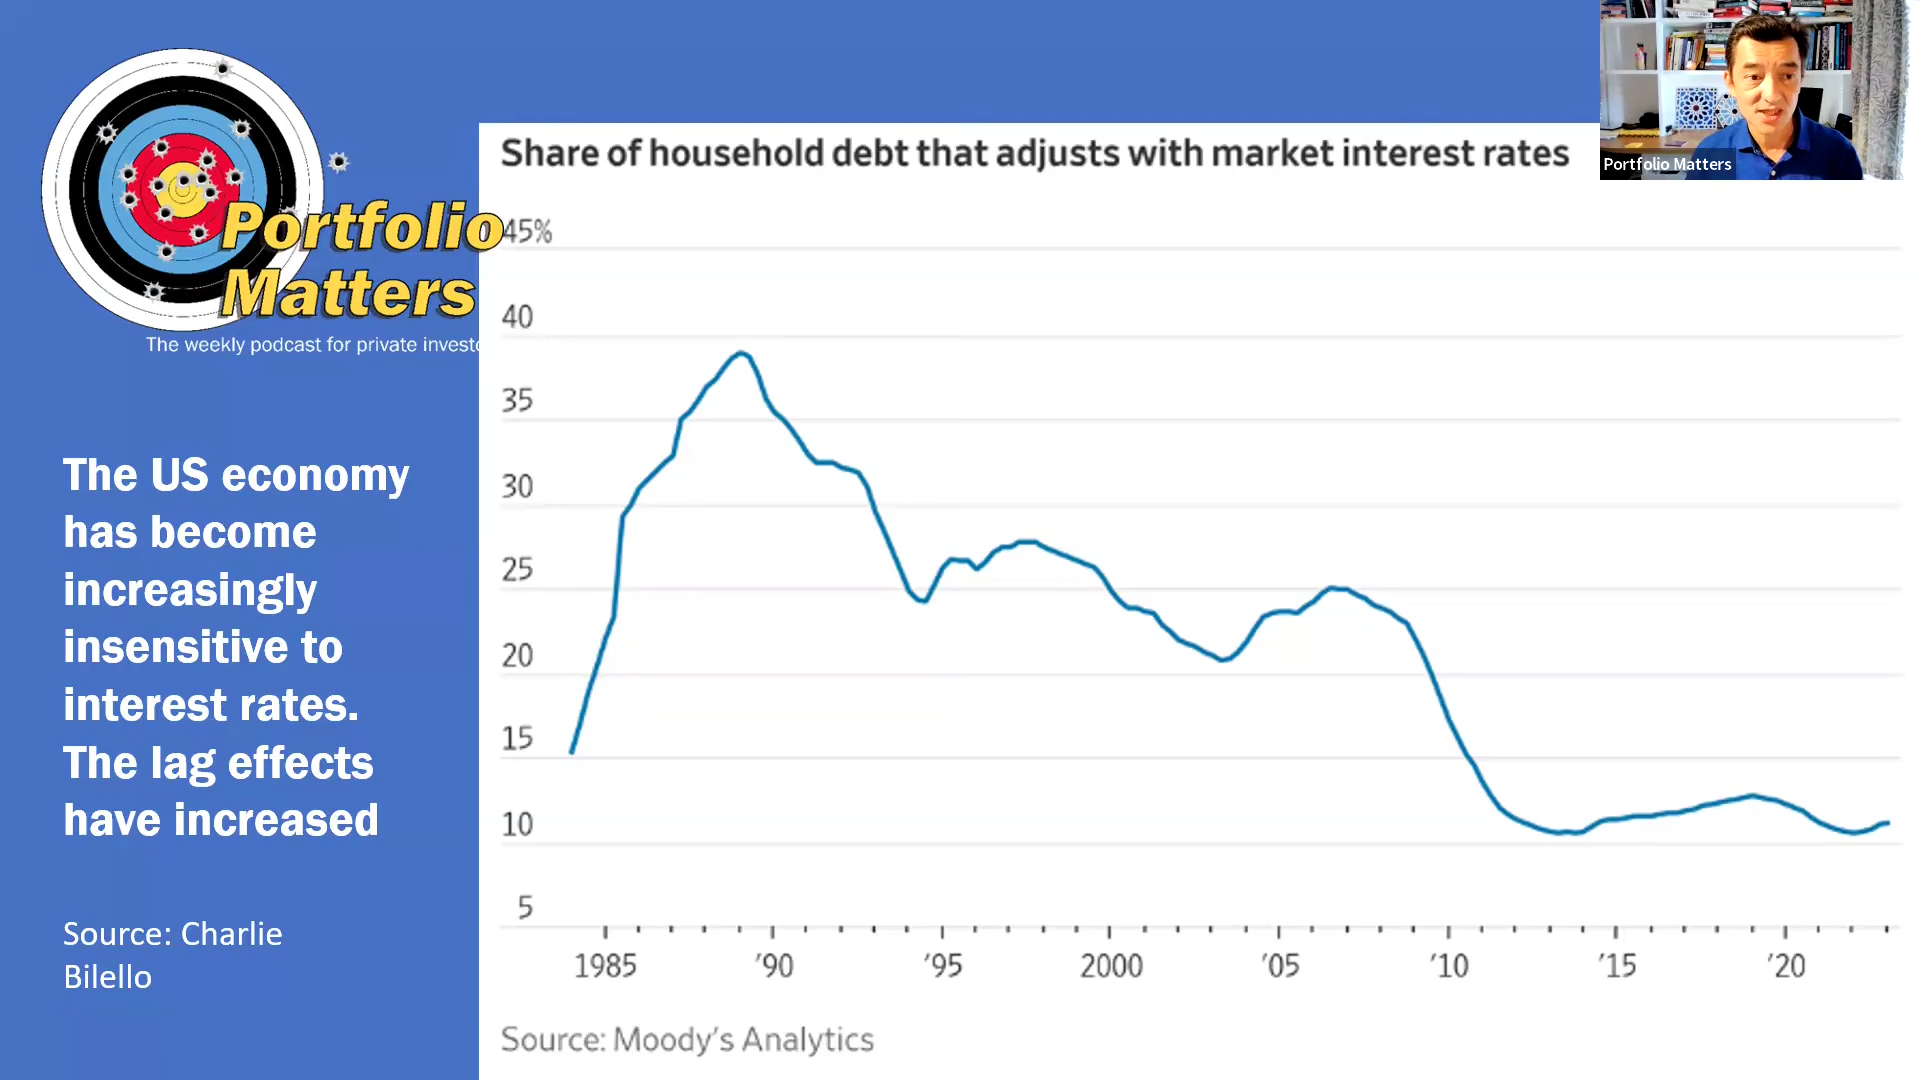 Portfolio
Matters
The weekly podcast for private
The US economy
has become
increasingly
insensitive to
interest rates.
The lag effects
have increased
Source: Charlie
Bilello
Share of household debt that adjusts with market interest rates
45%
40
35
30
25
20
15
10
5
1985 ’90 ’95 2000 ’05 ’10 ’15 ’20
Source: Moody’s Analytics
Portfolio Matters